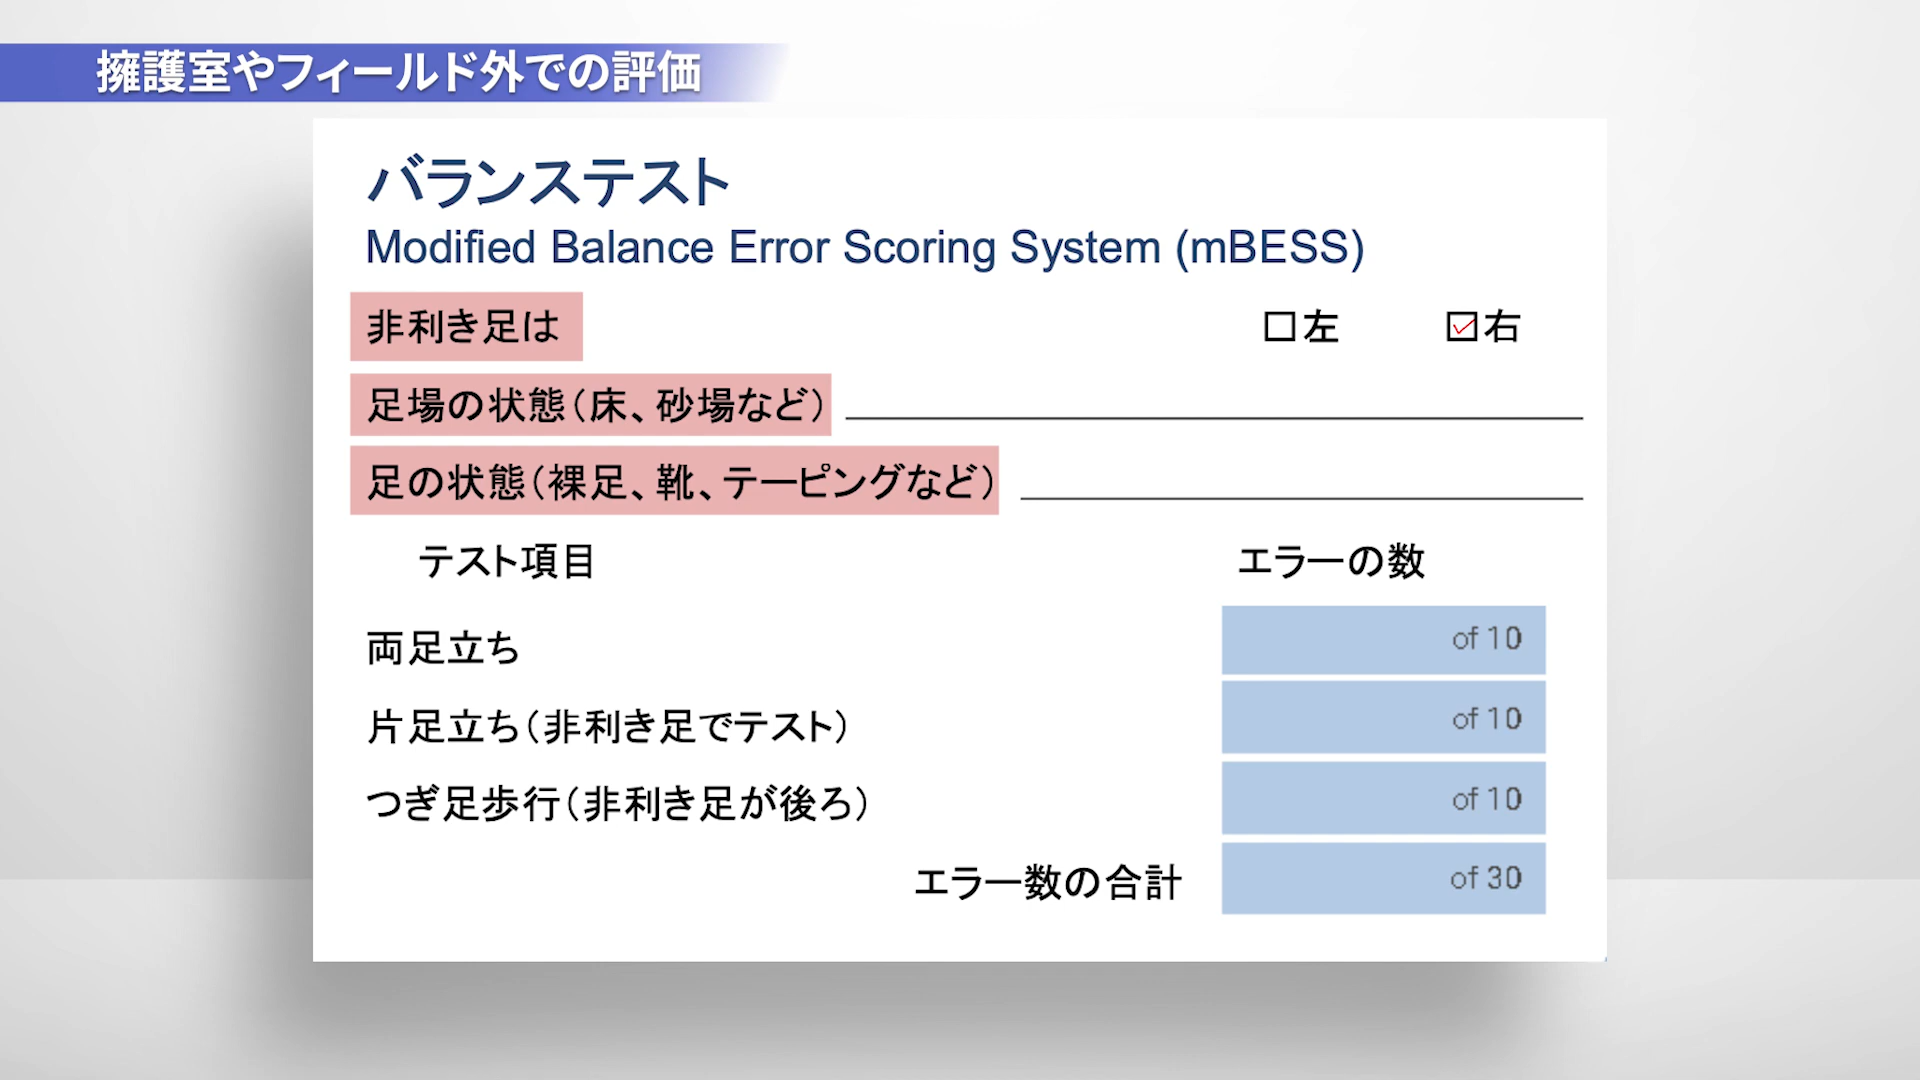 擁護室やフィールド外での評価
バランステスト
Modified Balance Error Scoring System (mBESS)
非利き足は ☐左 ☑右
足場の状態（床、砂場など）
足の状態（裸足、靴、テーピングなど）
テスト項目 エラーの数
両足立ち of 10
片足立ち（非利き足でテスト） of 10
つぎ足歩行（非利き足が後ろ） of 10
エラー数の合計 of 30